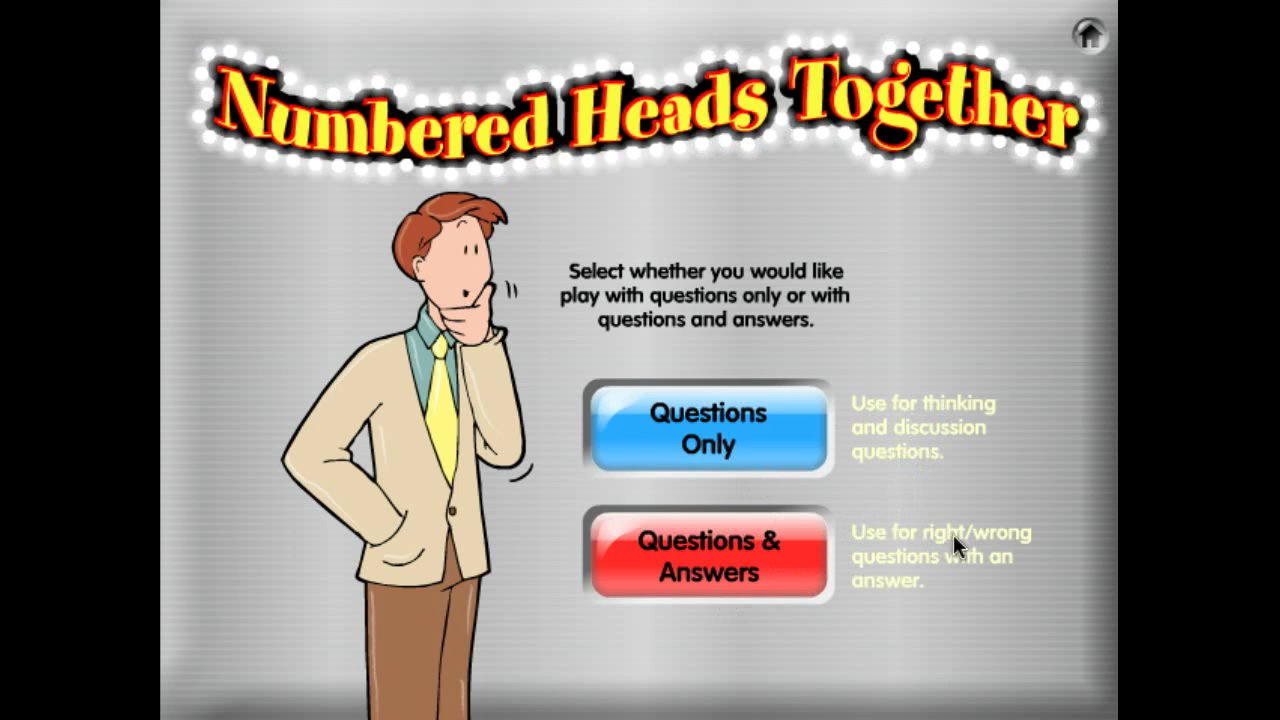 Numbered Heads Together
Select whether you would like
play with questions only or with
questions and answers.
Questions
Only
Use for thinking
and discussion
questions.
Questions &
Answers
Use for right/wrong
questions with an
answer.